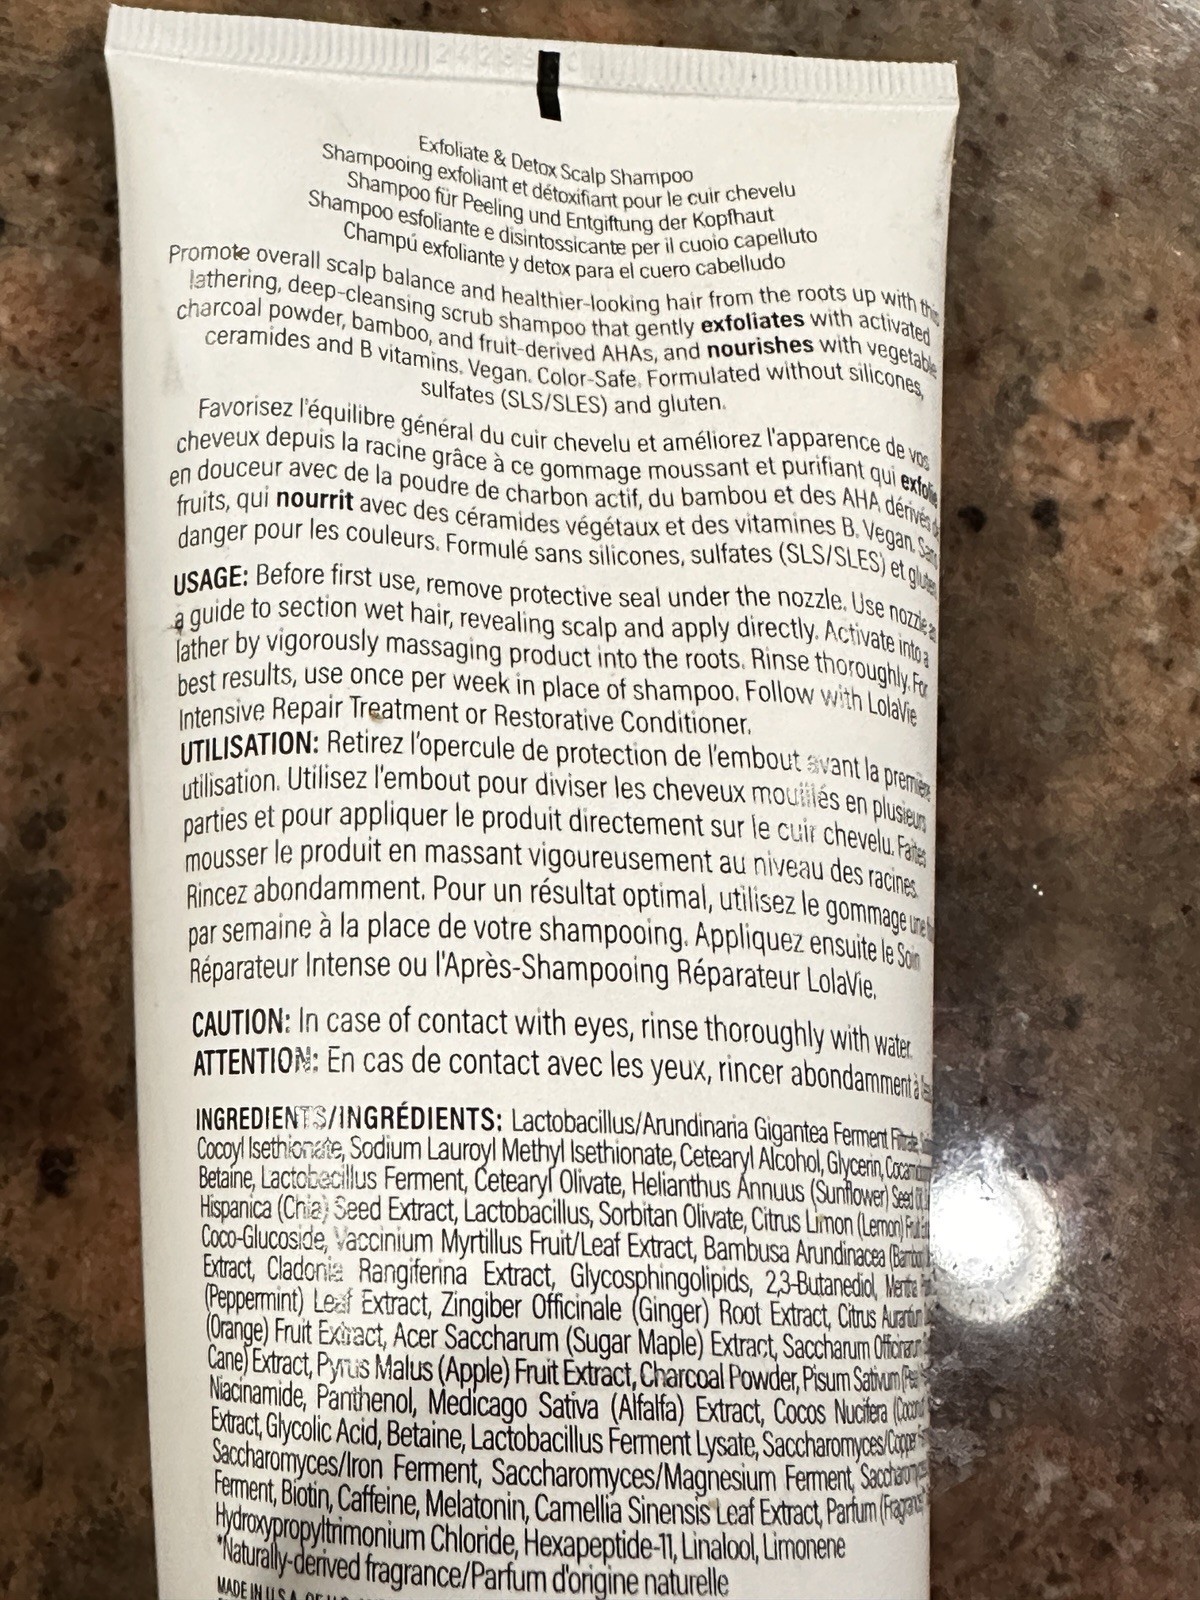 Exfoliate & Detox Scalp Shampoo
Shampooing exfoliant et détoxifiant pour le cuir chevelu
Shampoo für Peeling und Entgiftung der Kopfhaut
Shampoo esfoliante e disintossicante per il cuoio capelluto
Champú exfoliante y detox para el cuero cabelludo
Promote overall scalp balance and healthier-looking hair from the roots up with this
lathering, deep-cleansing scrub shampoo that gently exfoliates with activated
charcoal powder, bamboo, and fruit-derived AHAs, and nourishes with vegetable
ceramides and B vitamins. Vegan. Color-Safe. Formulated without silicones,
sulfates (SLS/SLES) and gluten.
Favorisez l'équilibre général du cuir chevelu et améliorez l'apparence de vos
cheveux depuis la racine grâce à ce gommage moussant et purifiant qui
en douceur avec de la poudre de charbon actif, du bambou et des AHA dérivés
fruits, qui nourrit avec des céramides végétaux et des vitamines B. Vegan. Sans
danger pour les couleurs. Formulé sans silicones, sulfates (SLS/SLES) et gluten
USAGE: Before first use, remove protective seal under the nozzle. Use nozzle as
a guide to section wet hair, revealing scalp and apply directly. Activate into a
lather by vigorously massaging product into the roots. Rinse thoroughly. For
best results, use once per week in place of shampoo. Follow with LolaVie
Intensive Repair Treatment or Restorative Conditioner.
UTILISATION: Retirez l'opercule de protection de l'embout avant la première
utilisation. Utilisez l'embout pour diviser les cheveux mouillés en plusieurs
parties et pour appliquer le produit directement sur le cuir chevelu. Faites
mousser le produit en massant vigoureusement au niveau des racines.
Rincez abondamment. Pour un résultat optimal, utilisez le gommage une
par semaine à la place de votre shampooing. Appliquez ensuite le Soin
Réparateur Intense ou l'Après-Shampooing Réparateur LolaVie.
CAUTION: In case of contact with eyes, rinse thoroughly with water.
ATTENTION: En cas de contact avec les yeux, rincer abondamment à
INGREDIENTS/INGRÉDIENTS: Lactobacillus/Arundinaria Gigantea Ferment Filtrate,
Cocoyl Isethionate, Sodium Lauroyl Methyl Isethionate, Cetearyl Alcohol, Glycerin,
Betaine, Lactobacillus Ferment, Cetearyl Olivate, Helianthus Annuus (Sunflower) Seed
Hispanica (Chia) Seed Extract, Lactobacillus, Sorbitan Olivate, Citrus Limon (Lemon) Fruit
Coco-Glucoside, Vaccinium Myrtillus Fruit/Leaf Extract, Bambusa Arundinacea
Extract, Cladonia Rangiferina Extract, Glycosphingolipids, 2,3-Butanediol, Mentha
(Peppermint) Leaf Extract, Zingiber Officinale (Ginger) Root Extract, Citrus Aurantium
(Orange) Fruit Extract, Acer Saccharum (Sugar Maple) Extract, Saccharum Officinarum
Cane) Extract, Pyrus Malus (Apple) Fruit Extract, Charcoal Powder, Pisum Sativum (Pea)
Niacinamide, Panthenol, Medicago Sativa (Alfalfa) Extract, Cocos Nucifera (Coconut)
Extract, Glycolic Acid, Betaine, Lactobacillus Ferment Lysate, Saccharomyces/Copper
Saccharomyces/Iron Ferment, Saccharomyces/Magnesium Ferment,
Ferment, Biotin, Caffeine, Melatonin, Camellia Sinensis Leaf Extract, Parfum (Fragrance)
Hydroxypropyltrimonium Chloride, Hexapeptide-11, Linalool, Limonene
*Naturally-derived fragrance/Parfum d'origine naturelle
MADE IN U.S.A. OF U.S.